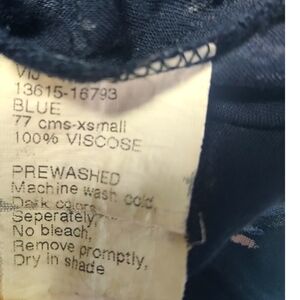 VIJ
13615-16793
BLUE
77 cms-xsmall
100% VISCOSE
PREWASHED
Machine wash cold,
Dark colors
Seperately,
No bleach,
Remove promptly,
Dry in shade